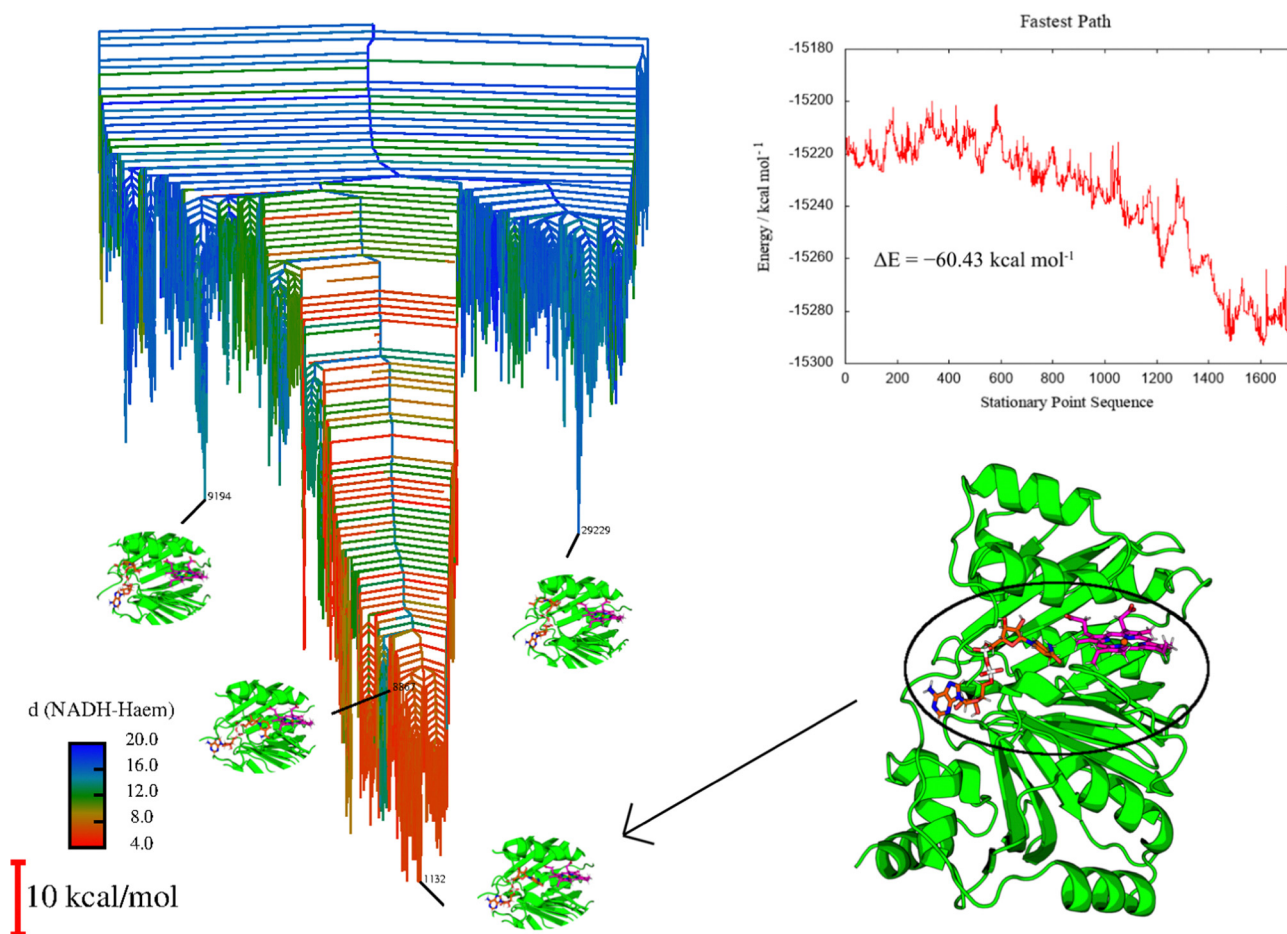 Fastest Path
-15180
-15200
-15220
-15240
-15260
-15280
-15300
Energy / kcal mol⁻¹
ΔE = −60.43 kcal mol⁻¹
0 200 400 600 800 1000 1200 1400 1600
Stationary Point Sequence
9194
29229
8867
1132
d (NADH-Haem)
20.0
16.0
12.0
8.0
4.0
10 kcal/mol